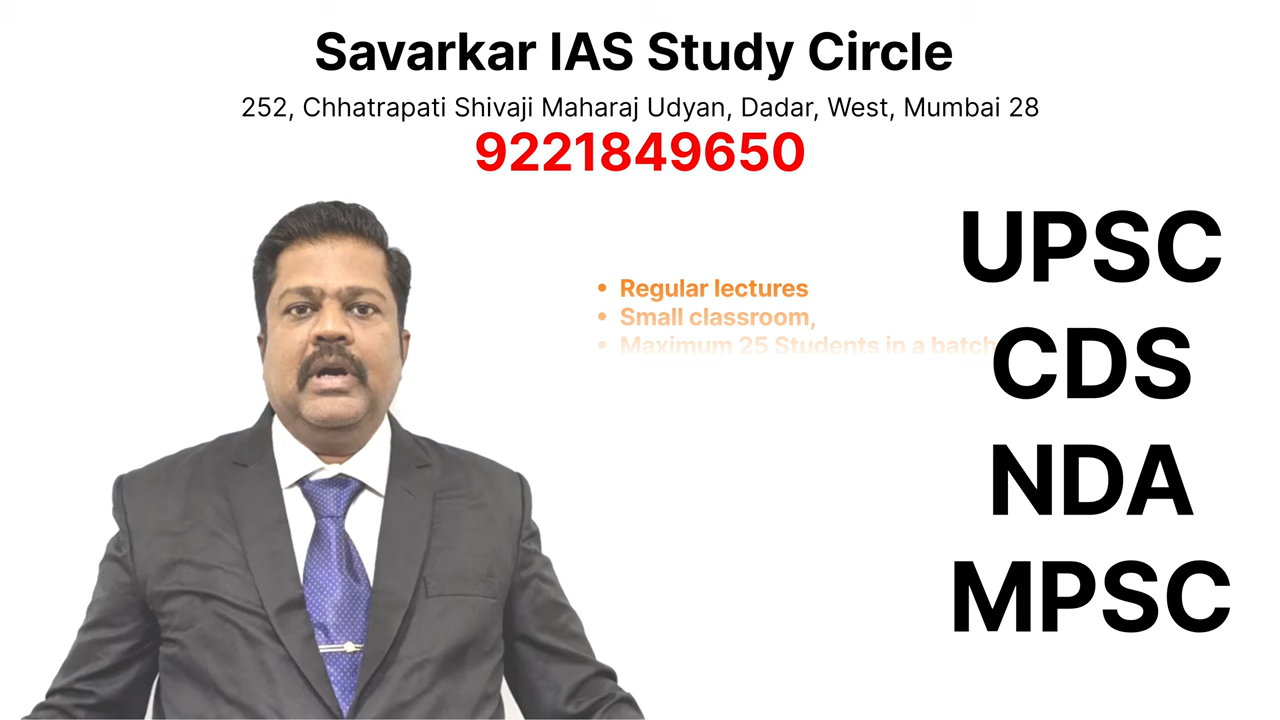 Savarkar IAS Study Circle
252, Chhatrapati Shivaji Maharaj Udyan, Dadar, West, Mumbai 28
9221849650
• Regular lectures
• Small classroom,
• Maximum 25 Students in a batch
UPSC
CDS
NDA
MPSC